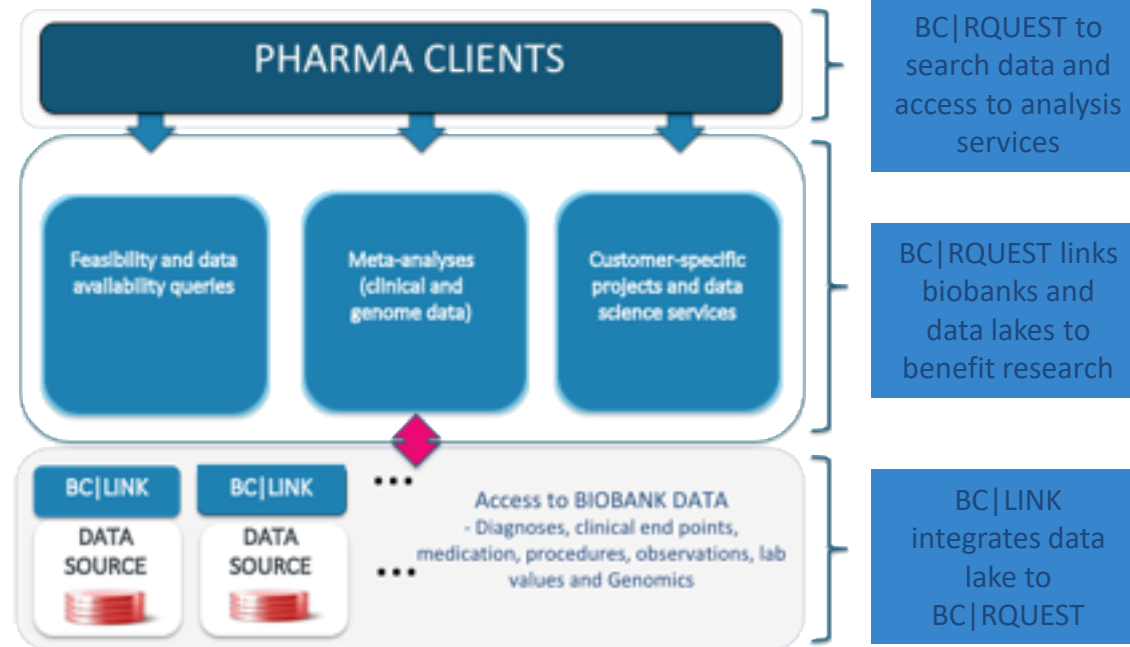 PHARMA CLIENTS
BC|RQUEST to
search data and
access to analysis
services
Feasibility and data
availability queries
Meta-analyses
(clinical and
genome data)
Customer-specific
projects and data
science services
BC|RQUEST links
biobanks and
data lakes to
benefit research
BC|LINK
DATA
SOURCE
BC|LINK
DATA
SOURCE
...
...
Access to BIOBANK DATA
- Diagnoses, clinical end points,
medication, procedures, observations, lab
values and Genomics
BC|LINK
integrates data
lake to
BC|RQUEST